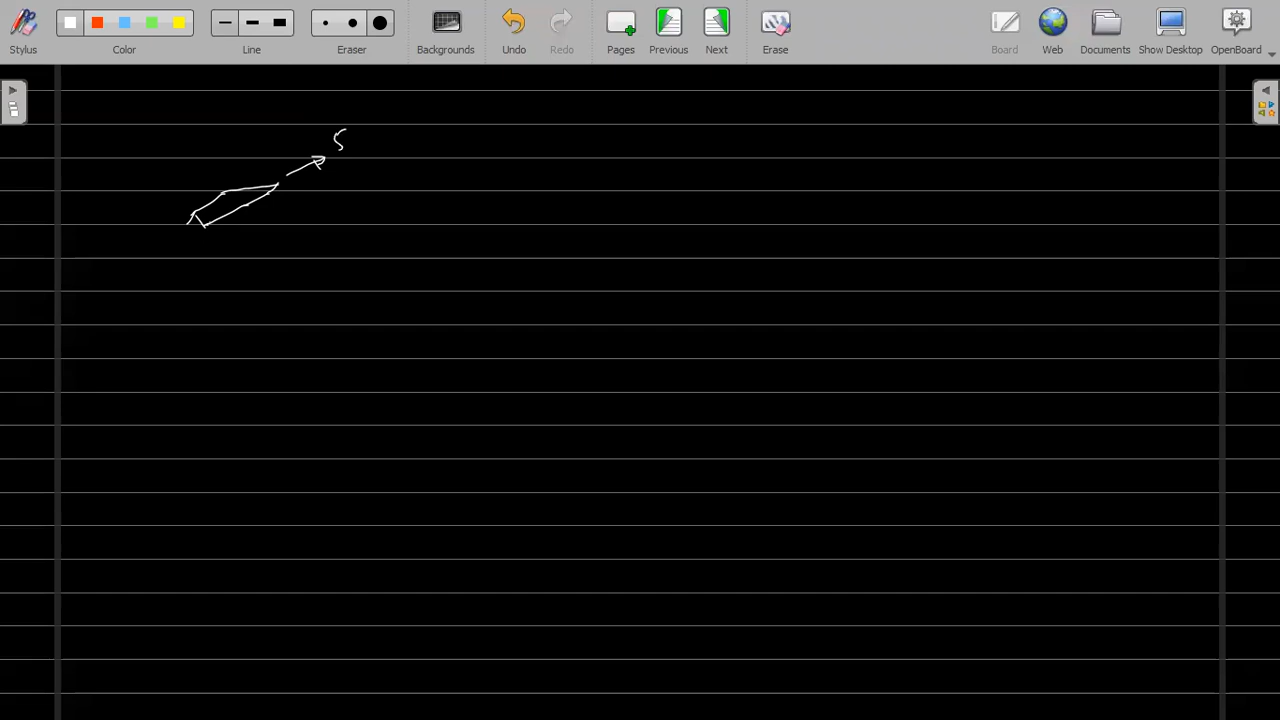 Stylus
Color
Line
Eraser
Backgrounds
Undo
Redo
Pages
Previous
Next
Erase
Board
Web
Documents
Show Desktop
OpenBoard